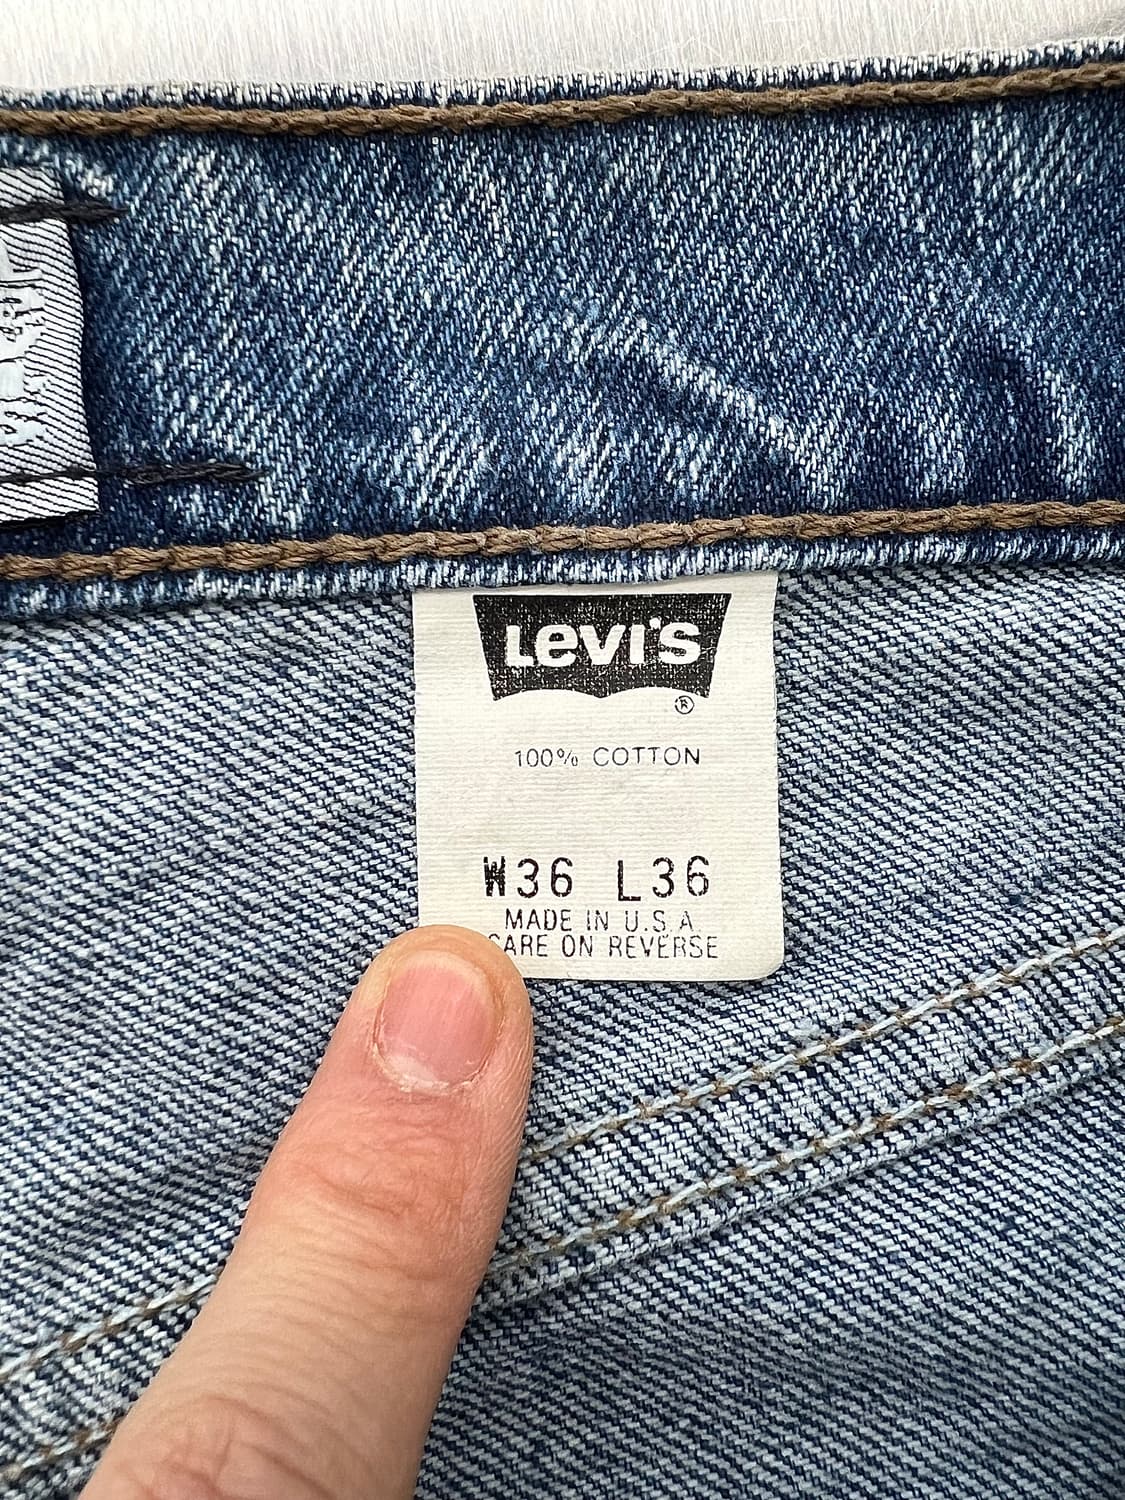 Levi's
®
100% COTTON
W36 L36
MADE IN U.S.A
CARE ON REVERSE